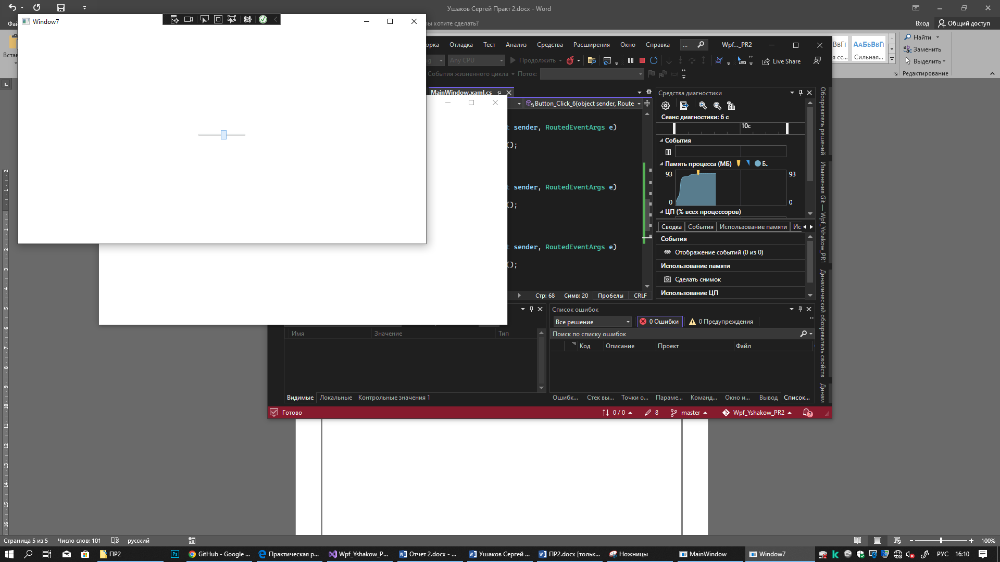 Ушаков Сергей Практ 2.docx - Word
Вход
Общий доступ
вы хотите сделать?
Window7
Найти
Заменить
Выделить
Редактирование
АаБбВвГг
Сильная...
Отладка
Тест
Анализ
Средства
Расширения
Окно
Справка
...
Wpf..._PR2
Any CPU
Продолжить
Live Share
События жизненного цикла
Поток:
MainWindow.xaml.cs
Button_Click_6(object sender, Route
sender, RoutedEventArgs e)
();
sender, RoutedEventArgs e)
();
sender, RoutedEventArgs e)
();
Стр: 68
Симв: 20
Пробелы
CRLF
Средства диагностики
Сеанс диагностики: 6 с
10с
События
Память процесса (МБ)
Б..
93
93
0
0
ЦП (% всех процессоров)
Сводка
События
Использование памяти
Ис
События
Отображение событий (0 из 0)
Использование памяти
Сделать снимок
Использование ЦП
Обозреватель решений
Изменения Git — Wpf_Yshakow_PR1
Динамический обозреватель свойств
Динам
Имя
Значение
Тип
Видимые
Локальные
Контрольные значения 1
Список ошибок
Все решение
0 Ошибки
0 Предупреждения
Поиск по списку ошибок
Код
Описание
Проект
Файл
Ошибк...
Стек вы...
Точки о...
Параме...
Команд...
Окно и...
Вывод
Список...
Готово
0 / 0
8
master
Wpf_Yshakow_PR2
2
Страница 5 из 5
Число слов: 101
русский
100%
ПР2
GitHub - Google ...
Практическая р...
Wpf_Yshakow_P...
Отчет 2.docx - ...
Ушаков Сергей ...
ПР2.docx [тольк...
Ножницы
MainWindow
Window7
РУС
16:10